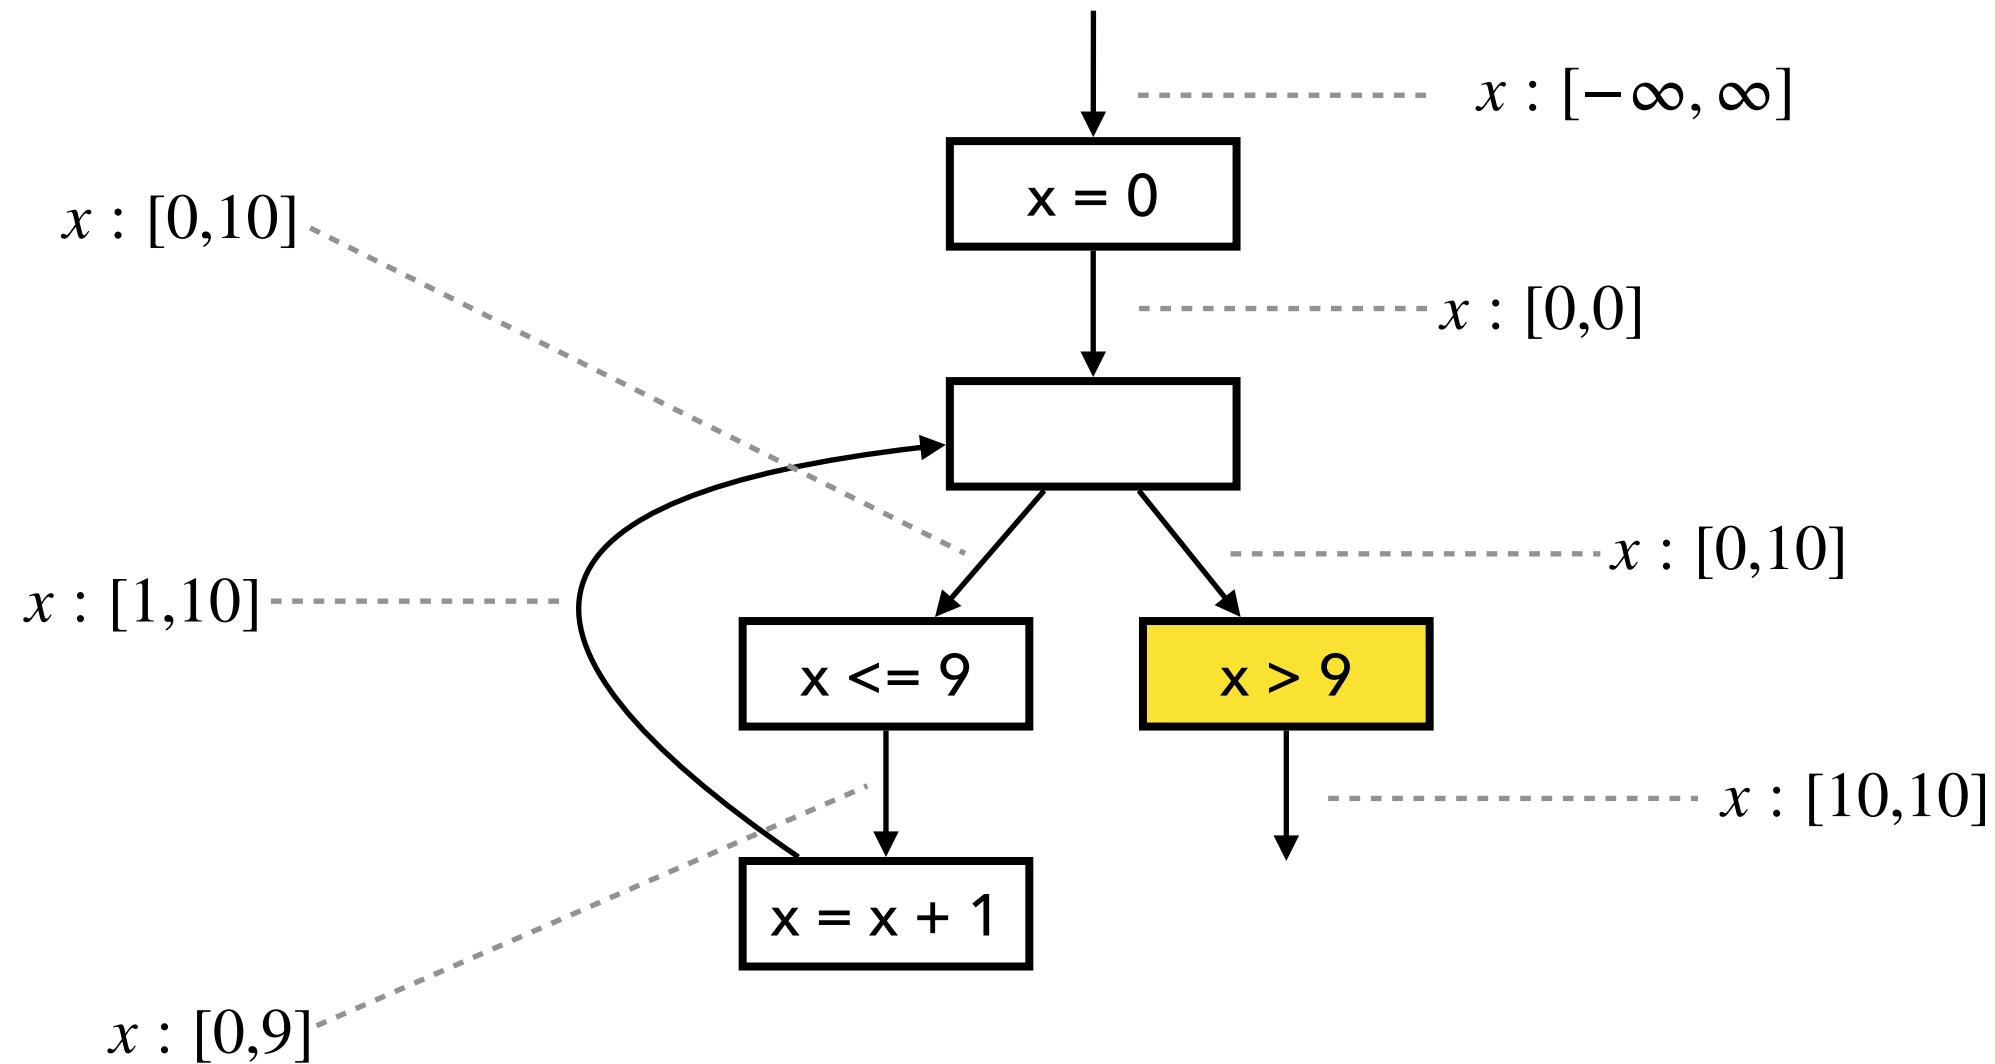 x : [−∞, ∞]
x = 0
x : [0,10]
x : [0,0]
x : [0,10]
x : [1,10]
x <= 9
x > 9
x : [10,10]
x = x + 1
x : [0,9]